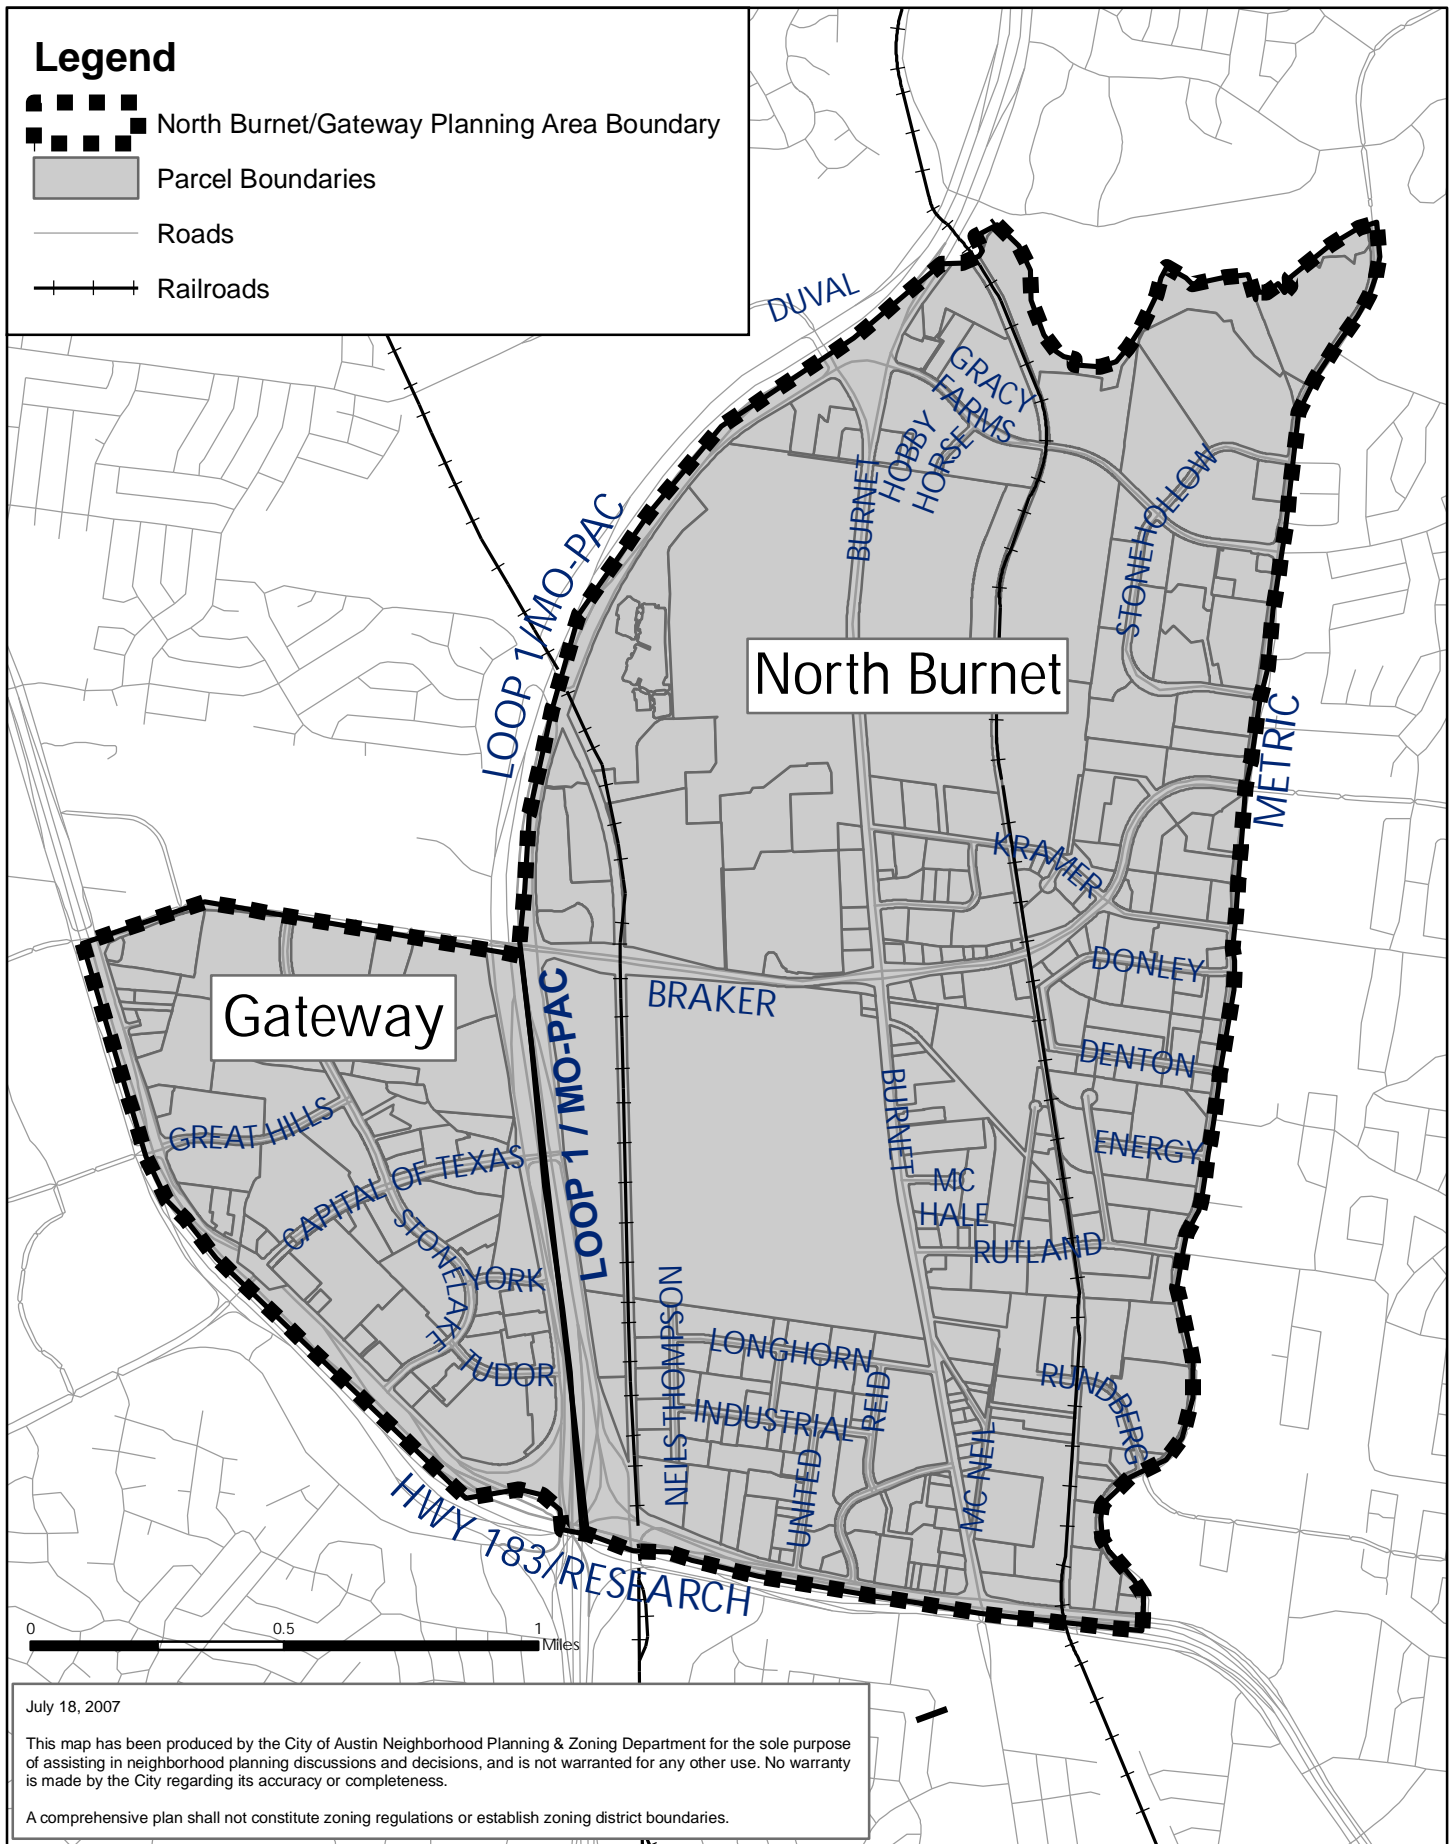 Legend
North Burnet/Gateway Planning Area Boundary
Parcel Boundaries
Roads
Railroads
DUVAL
GRACY
FARMS
HOBBY
HORSE
BURNET
STONEHOLLOW
LOOP 1/MO-PAC
North Burnet
METRIC
KRAMER
DONLEY
BRAKER
Gateway
LOOP 1 / MO-PAC
DENTON
BURNET
GREAT HILLS
ENERGY
CAPITAL OF TEXAS
MC
HALE
STONELAKE
YORK
RUTLAND
NEILS THOMPSON
LONGHORN
TUDOR
REID
RUNDBERG
INDUSTRIAL
UNITED
MC NEIL
HWY 183/RESEARCH
0 0.5 1
Miles
July 18, 2007
This map has been produced by the City of Austin Neighborhood Planning & Zoning Department for the sole purpose
of assisting in neighborhood planning discussions and decisions, and is not warranted for any other use. No warranty
is made by the City regarding its accuracy or completeness.
A comprehensive plan shall not constitute zoning regulations or establish zoning district boundaries.